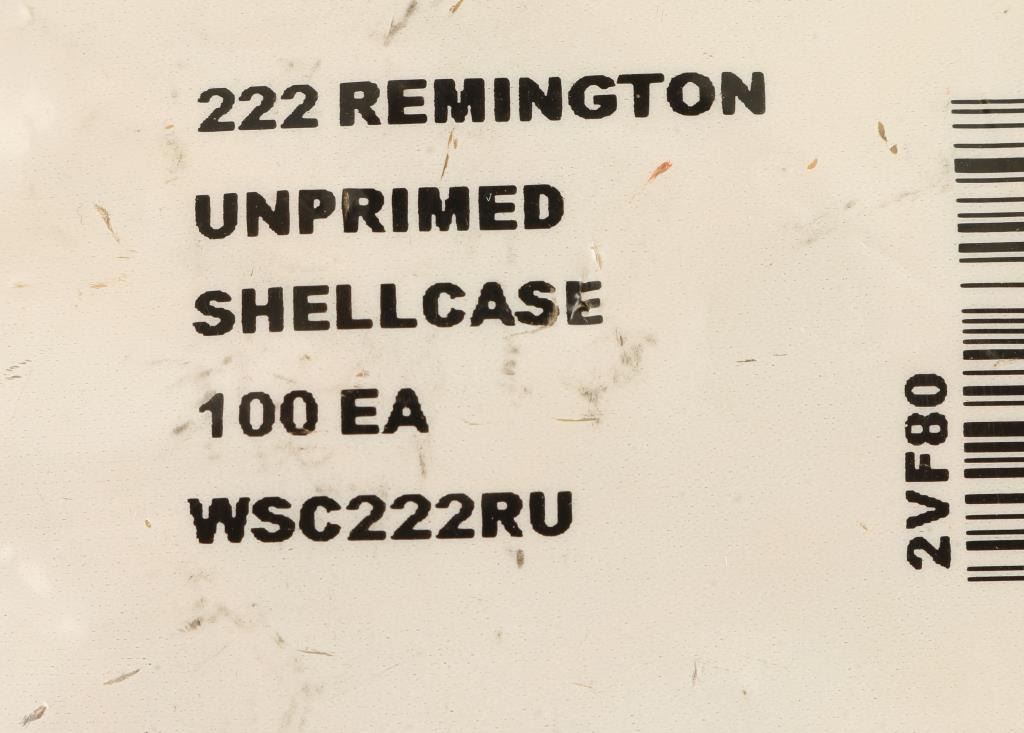 222 REMINGTON
UNPRIMED
SHELLCASE
100 EA
WSC222RU
2VF80